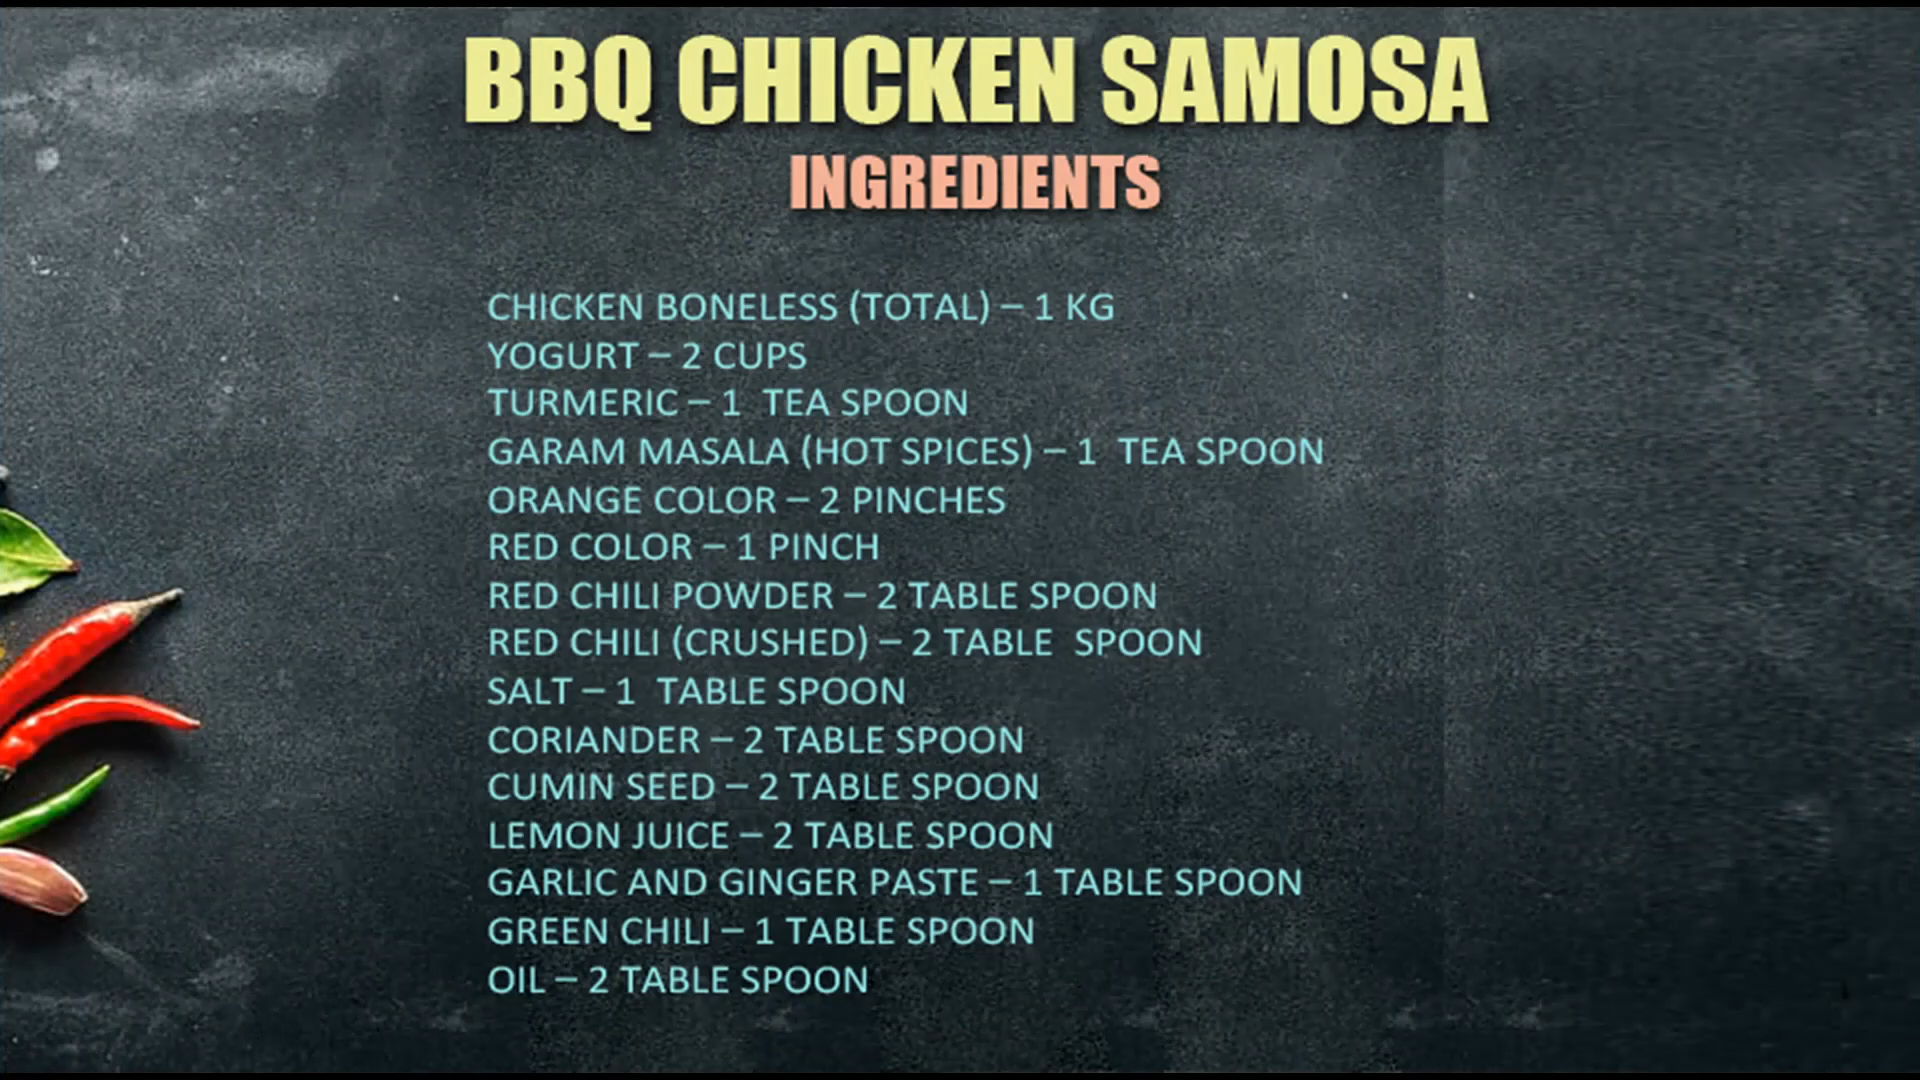 BBQ CHICKEN SAMOSA
INGREDIENTS
CHICKEN BONELESS (TOTAL) – 1 KG
YOGURT – 2 CUPS
TURMERIC – 1  TEA SPOON
GARAM MASALA (HOT SPICES) – 1  TEA SPOON
ORANGE COLOR – 2 PINCHES
RED COLOR – 1 PINCH
RED CHILI POWDER – 2 TABLE SPOON
RED CHILI (CRUSHED) – 2 TABLE  SPOON
SALT – 1  TABLE SPOON
CORIANDER – 2 TABLE SPOON
CUMIN SEED – 2 TABLE SPOON
LEMON JUICE – 2 TABLE SPOON
GARLIC AND GINGER PASTE – 1 TABLE SPOON
GREEN CHILI – 1 TABLE SPOON
OIL – 2 TABLE SPOON